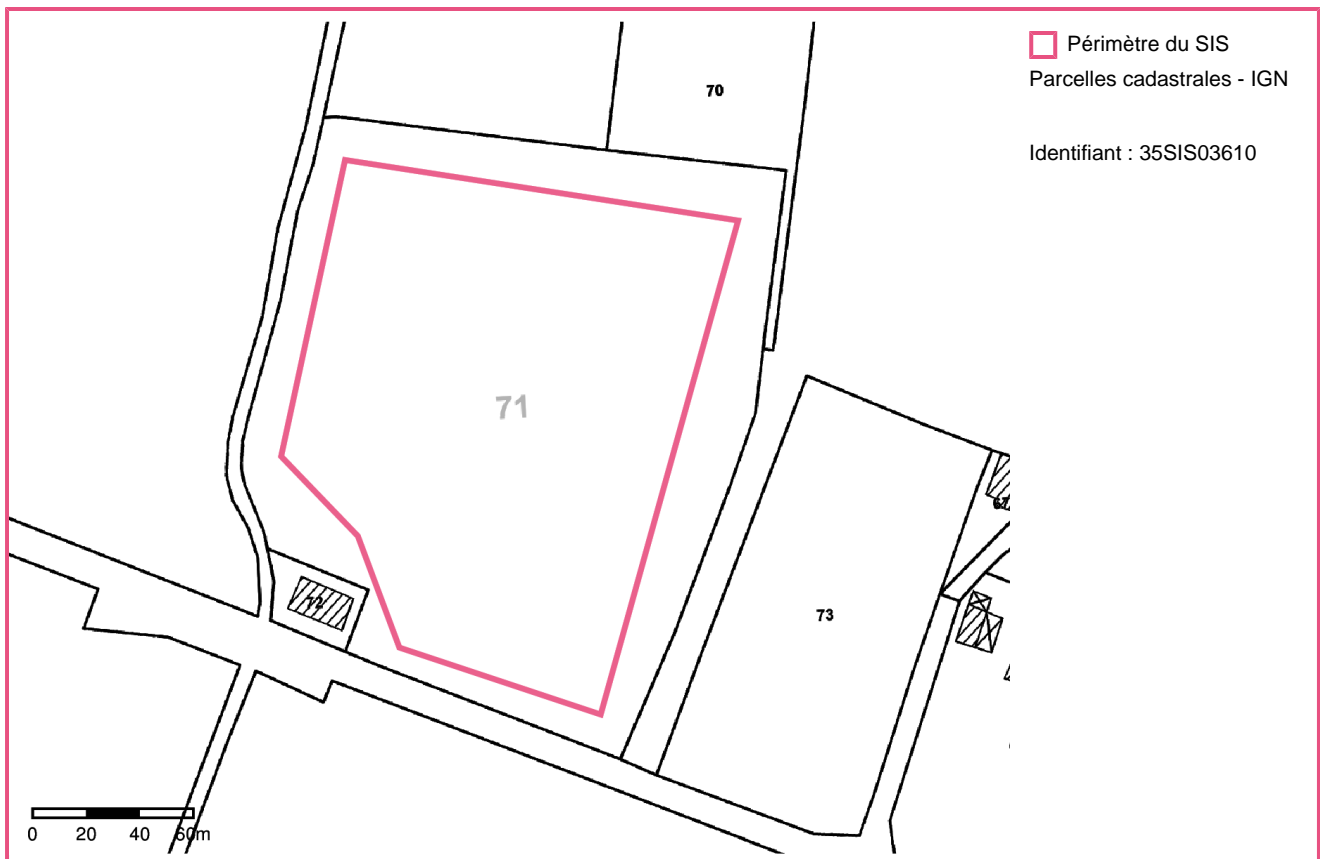 Périmètre du SIS
Parcelles cadastrales - IGN
Identifiant : 35SIS03610
70
71
72
73
0 20 40 60m